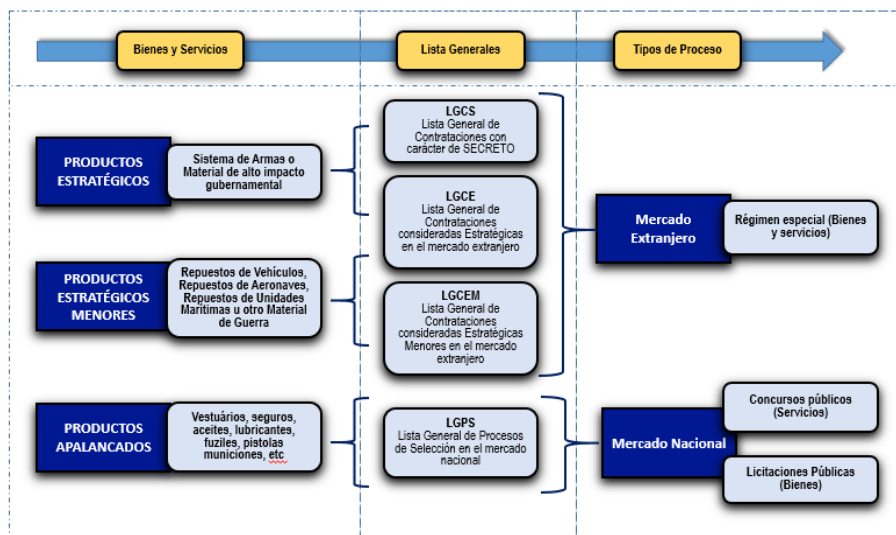 Bienes y Servicios
Lista Generales
Tipos de Proceso
PRODUCTOS
ESTRATÉGICOS
Sistema de Armas o
Material de alto impacto
gubernamental
LGCS
Lista General de
Contrataciones con
carácter de SECRETO
LGCE
Lista General de
Contrataciones
consideradas Estratégicas
en el mercado extranjero
Mercado
Extranjero
Régimen especial (Bienes
y servicios)
PRODUCTOS
ESTRATÉGICOS
MENORES
Repuestos de Vehículos,
Repuestos de Aeronaves,
Repuestos de Unidades
Marítimas u otro Material
de Guerra
LGCEM
Lista General de
Contrataciones
consideradas Estratégicas
Menores en el mercado
extranjero
PRODUCTOS
APALANCADOS
Vestuários, seguros,
aceites, lubricantes,
fuziles, pistolas
municiones, etc
LGPS
Lista General de Procesos
de Selección en el mercado
nacional
Mercado Nacional
Concursos públicos
(Servicios)
Licitaciones Públicas
(Bienes)